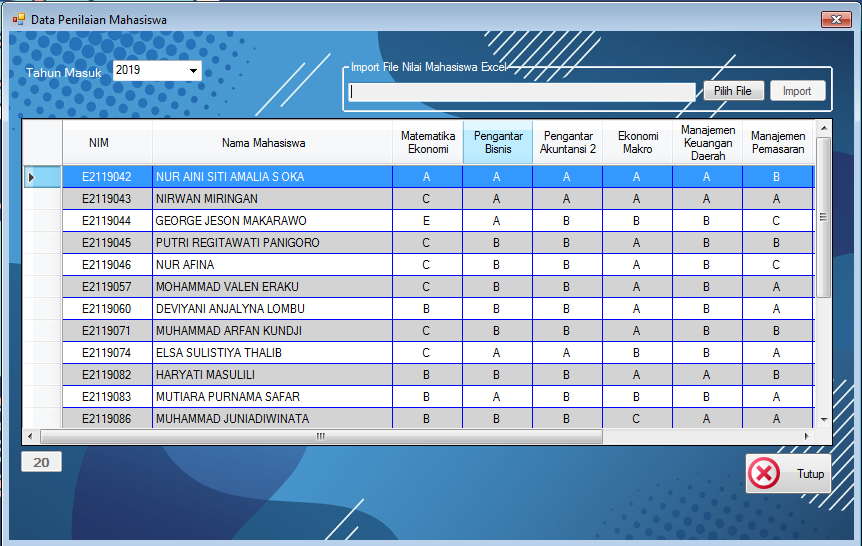 Data Penilaian Mahasiswa
Tahun Masuk 2019
Import File Nilai Mahasiswa Excel
Pilih File Import
NIM Nama Mahasiswa Matematika Ekonomi Pengantar Bisnis Pengantar Akuntansi 2 Ekonomi Makro Manajemen Keuangan Daerah Manajemen Pemasaran
E2119042 NUR AINI SITI AMALIA S OKA A A A A A B
E2119043 NIRWAN MIRINGAN C A A A A A
E2119044 GEORGE JESON MAKARAWO E A B B B C
E2119045 PUTRI REGITAWATI PANIGORO C B B A B B
E2119046 NUR AFINA C B B A B C
E2119057 MOHAMMAD VALEN ERAKU C B B A B A
E2119060 DEVIYANI ANJALYNA LOMBU B B B A B A
E2119071 MUHAMMAD ARFAN KUNDJI C B B A B A
E2119074 ELSA SULISTIYA THALIB C A A B B A
E2119082 HARYATI MASULILI B B B A A B
E2119083 MUTIARA PURNAMA SAFAR B A B B B A
E2119086 MUHAMMAD JUNIADIWINATA B B B C A A
20
Tutup